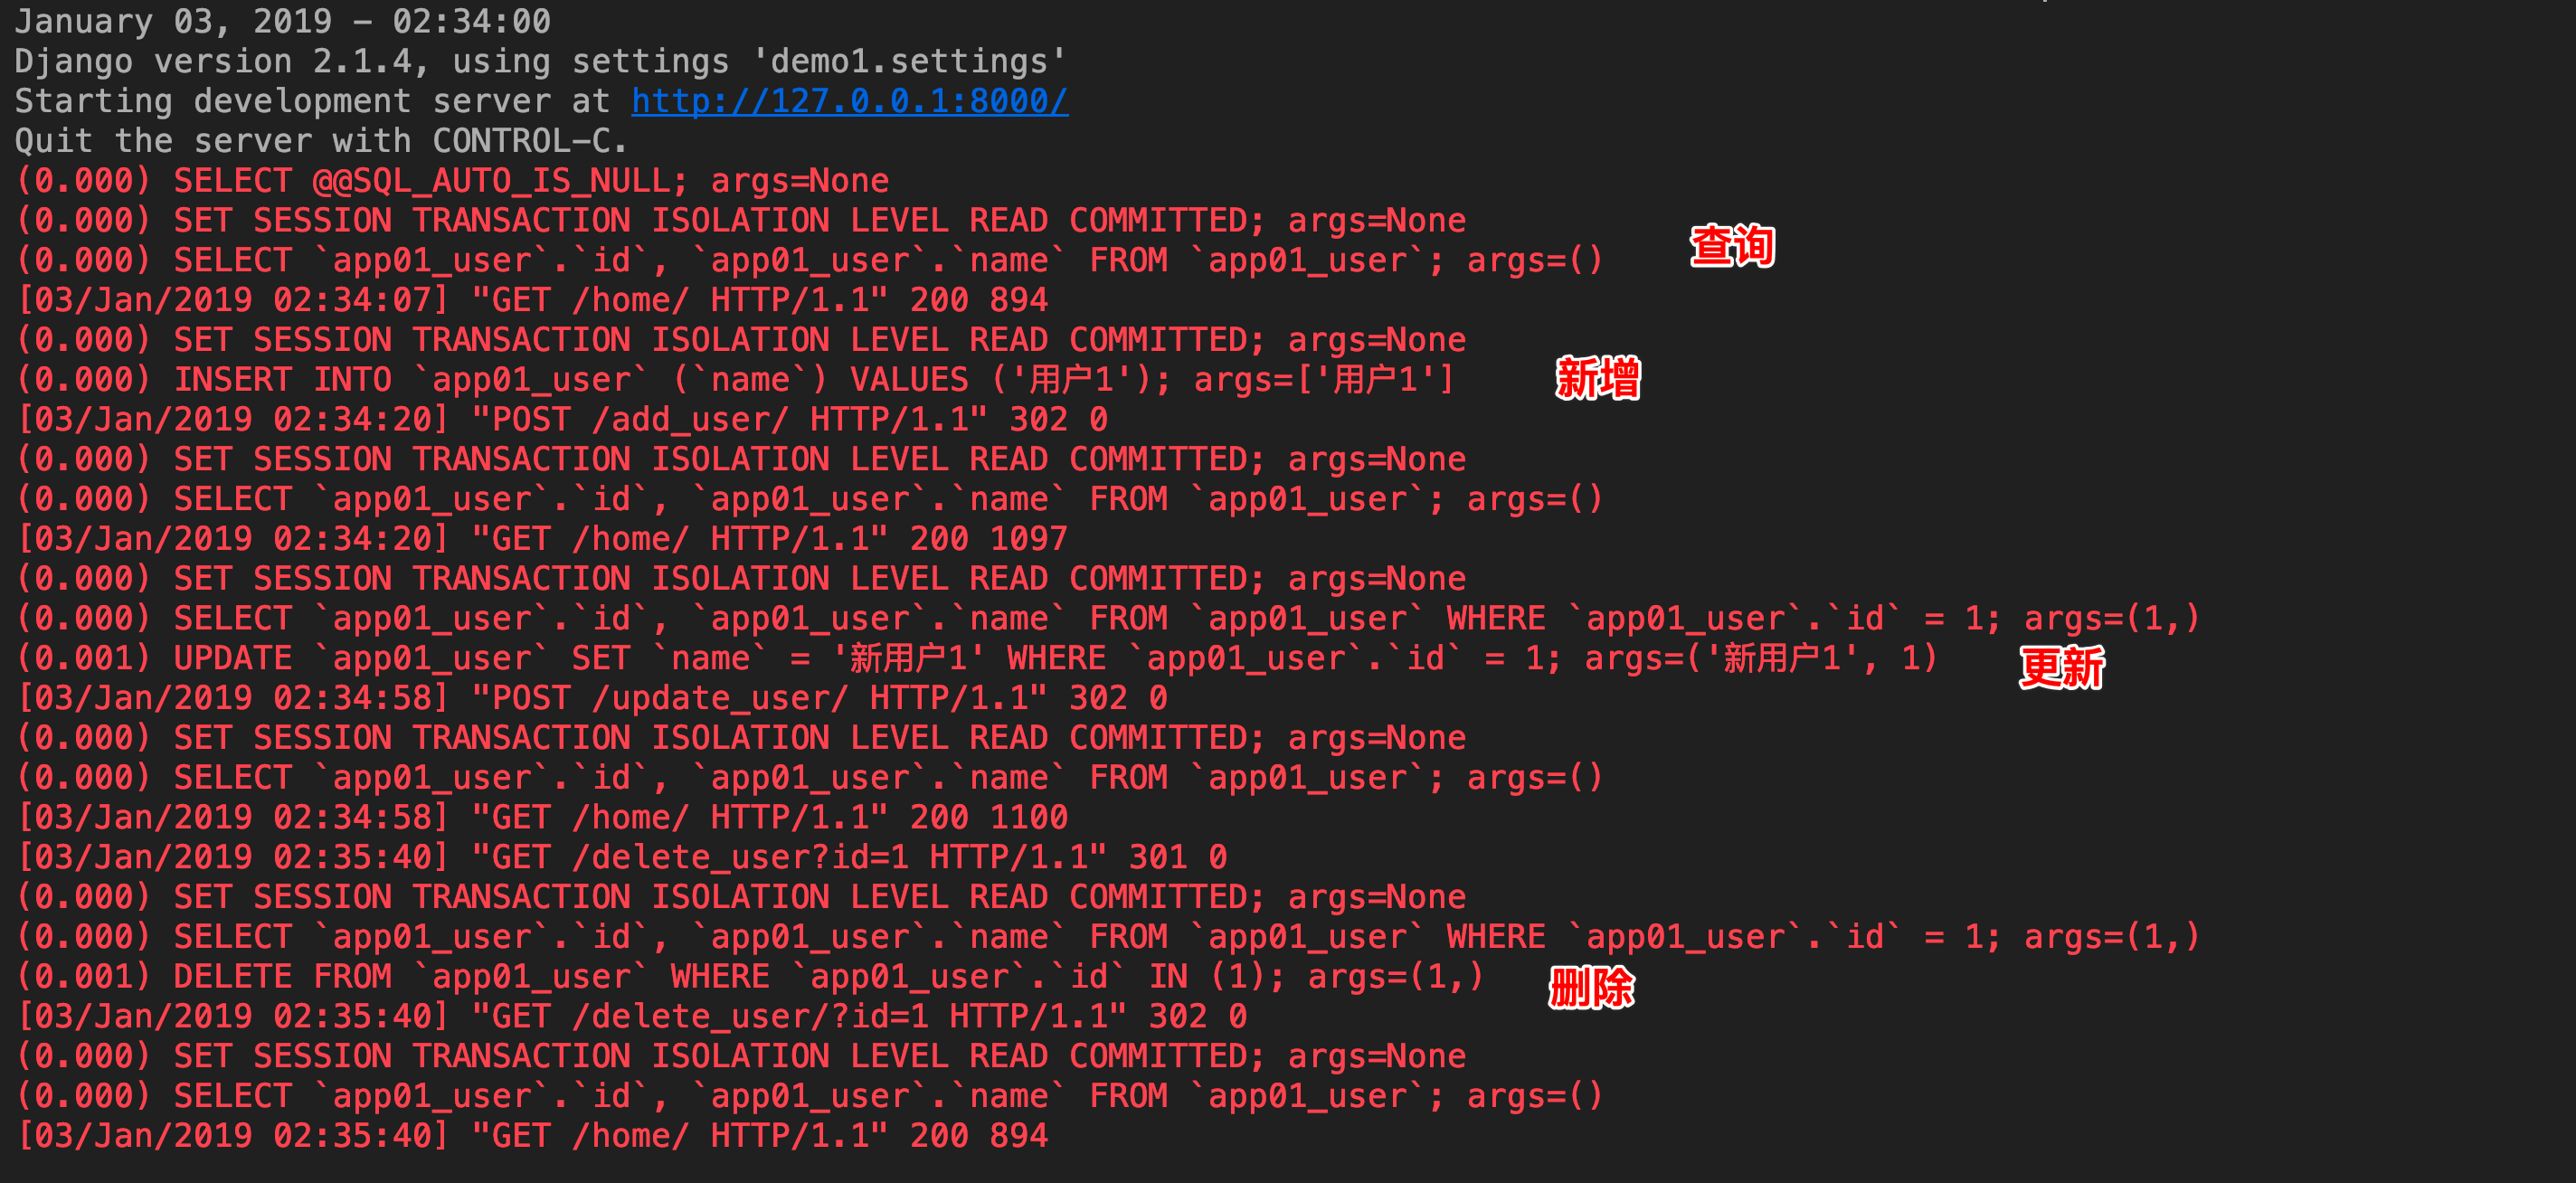 January 03, 2019 - 02:34:00
Django version 2.1.4, using settings 'demo1.settings'
Starting development server at http://127.0.0.1:8000/
Quit the server with CONTROL-C.
(0.000) SELECT @@SQL_AUTO_IS_NULL; args=None
(0.000) SET SESSION TRANSACTION ISOLATION LEVEL READ COMMITTED; args=None
(0.000) SELECT `app01_user`.`id`, `app01_user`.`name` FROM `app01_user`; args=() 查询
[03/Jan/2019 02:34:07] "GET /home/ HTTP/1.1" 200 894
(0.000) SET SESSION TRANSACTION ISOLATION LEVEL READ COMMITTED; args=None
(0.000) INSERT INTO `app01_user` (`name`) VALUES ('用户1'); args=['用户1'] 新增
[03/Jan/2019 02:34:20] "POST /add_user/ HTTP/1.1" 302 0
(0.000) SET SESSION TRANSACTION ISOLATION LEVEL READ COMMITTED; args=None
(0.000) SELECT `app01_user`.`id`, `app01_user`.`name` FROM `app01_user`; args=()
[03/Jan/2019 02:34:20] "GET /home/ HTTP/1.1" 200 1097
(0.000) SET SESSION TRANSACTION ISOLATION LEVEL READ COMMITTED; args=None
(0.000) SELECT `app01_user`.`id`, `app01_user`.`name` FROM `app01_user` WHERE `app01_user`.`id` = 1; args=(1,)
(0.001) UPDATE `app01_user` SET `name` = '新用户1' WHERE `app01_user`.`id` = 1; args=('新用户1', 1) 更新
[03/Jan/2019 02:34:58] "POST /update_user/ HTTP/1.1" 302 0
(0.000) SET SESSION TRANSACTION ISOLATION LEVEL READ COMMITTED; args=None
(0.000) SELECT `app01_user`.`id`, `app01_user`.`name` FROM `app01_user`; args=()
[03/Jan/2019 02:34:58] "GET /home/ HTTP/1.1" 200 1100
[03/Jan/2019 02:35:40] "GET /delete_user?id=1 HTTP/1.1" 301 0
(0.000) SET SESSION TRANSACTION ISOLATION LEVEL READ COMMITTED; args=None
(0.000) SELECT `app01_user`.`id`, `app01_user`.`name` FROM `app01_user` WHERE `app01_user`.`id` = 1; args=(1,)
(0.001) DELETE FROM `app01_user` WHERE `app01_user`.`id` IN (1); args=(1,) 删除
[03/Jan/2019 02:35:40] "GET /delete_user/?id=1 HTTP/1.1" 302 0
(0.000) SET SESSION TRANSACTION ISOLATION LEVEL READ COMMITTED; args=None
(0.000) SELECT `app01_user`.`id`, `app01_user`.`name` FROM `app01_user`; args=()
[03/Jan/2019 02:35:40] "GET /home/ HTTP/1.1" 200 894